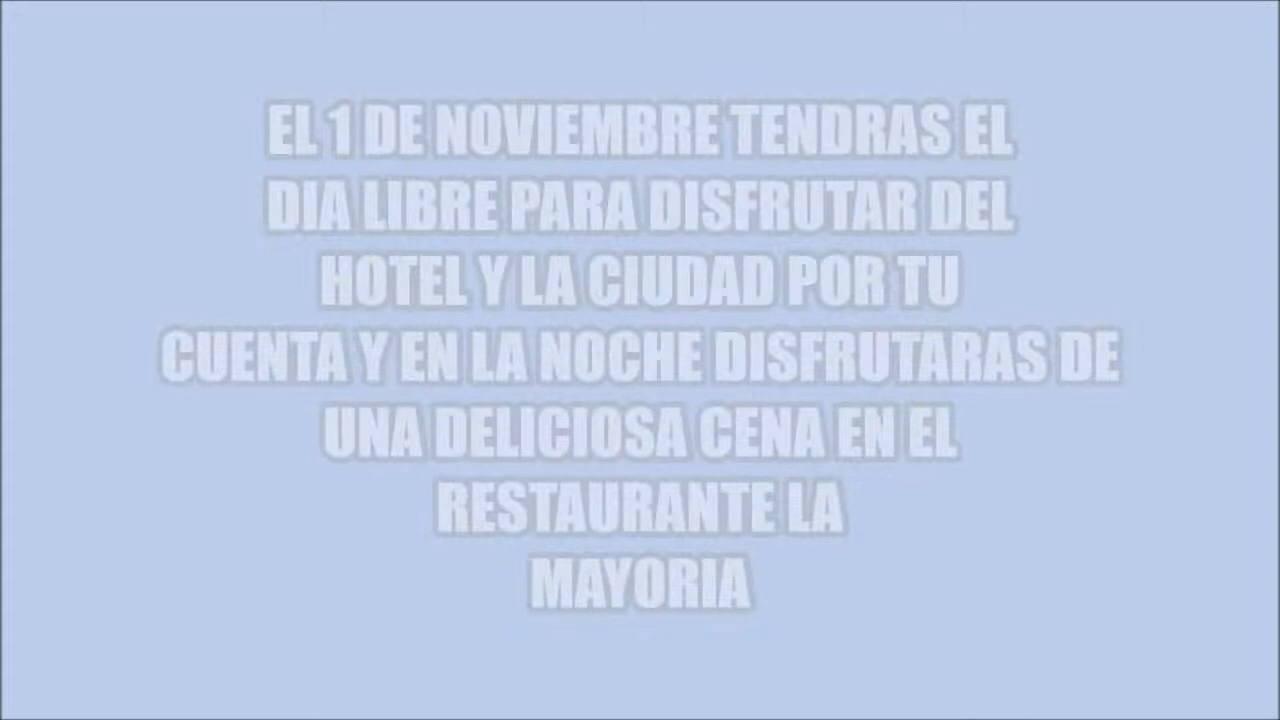 EL 1 DE NOVIEMBRE TENDRAS EL
DIA LIBRE PARA DISFRUTAR DEL
HOTEL Y LA CIUDAD POR TU
CUENTA Y EN LA NOCHE DISFRUTARAS DE
UNA DELICIOSA CENA EN EL
RESTAURANTE LA
MAYORIA